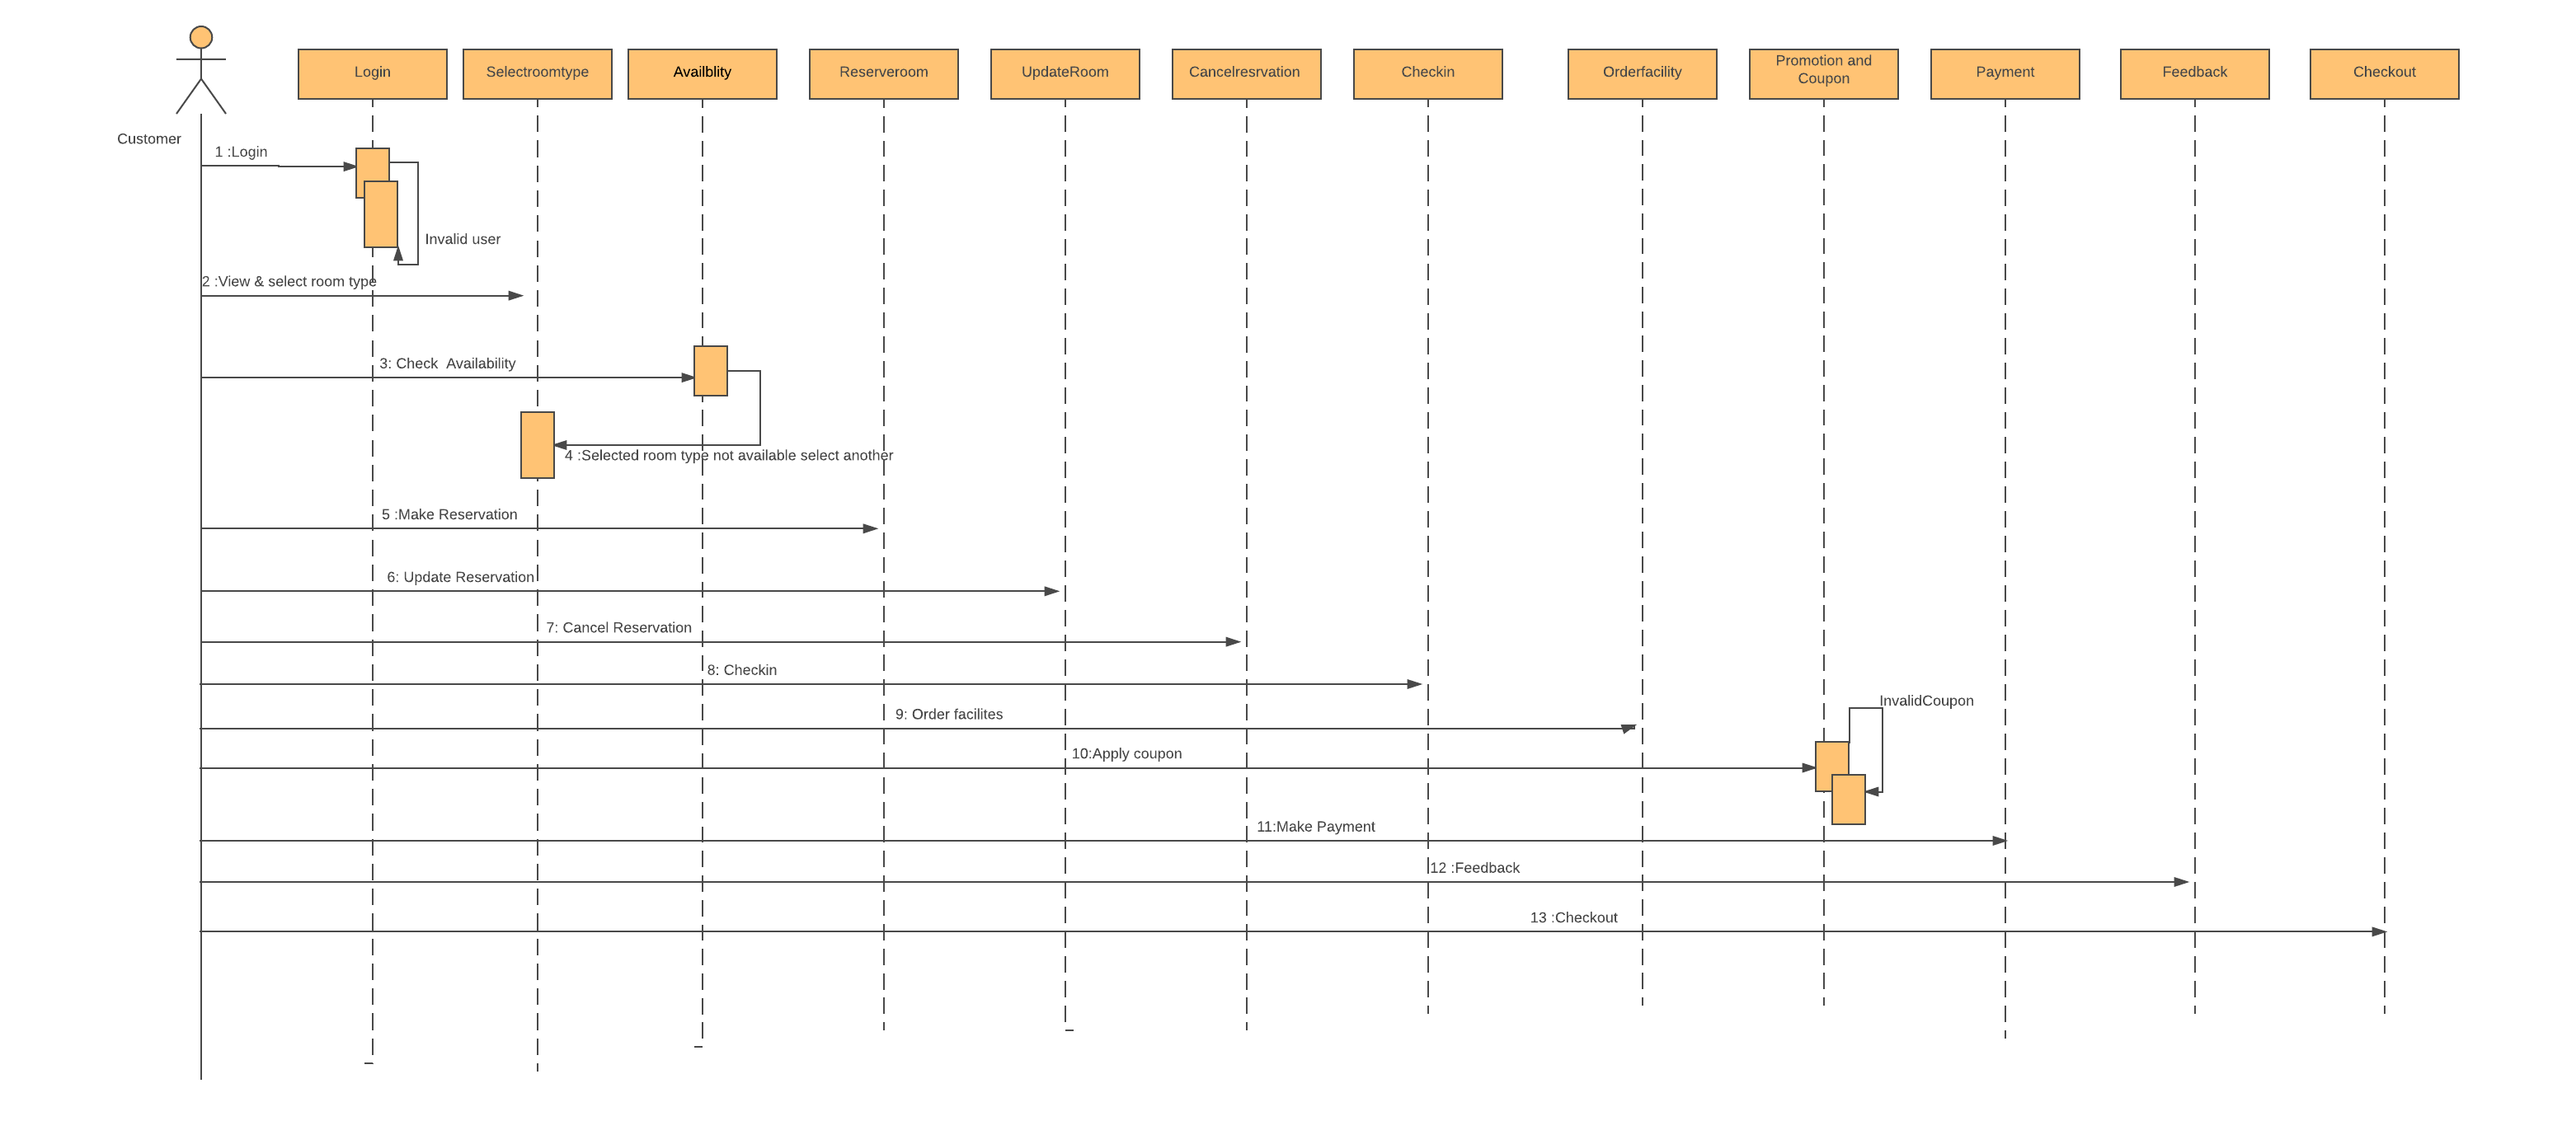 Login
Selectroomtype
Availblity
Reserveroom
UpdateRoom
Cancelresrvation
Checkin
Orderfacility
Promotion and
Coupon
Payment
Feedback
Checkout
Customer
1 :Login
Invalid user
2 :View & select room type
3: Check  Availability
4 :Selected room type not available select another
5 :Make Reservation
6: Update Reservation
7: Cancel Reservation
8: Checkin
InvalidCoupon
9: Order facilites
10:Apply coupon
11:Make Payment
12 :Feedback
13 :Checkout